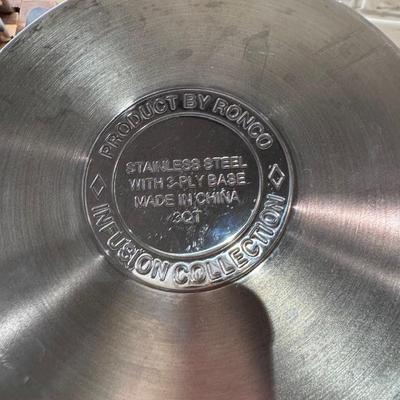 PRODUCT BY RONCO
STAINLESS STEEL
WITH 3-PLY BASE
MADE IN CHINA
3QT
INFUSION COLLECTION